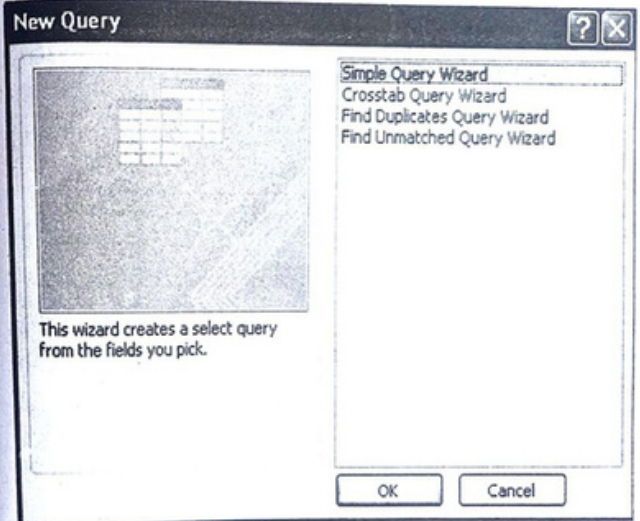 New Query
Simple Query Wizard
Crosstab Query Wizard
Find Duplicates Query Wizard
Find Unmatched Query Wizard
This wizard creates a select query
from the fields you pick.
OK
Cancel